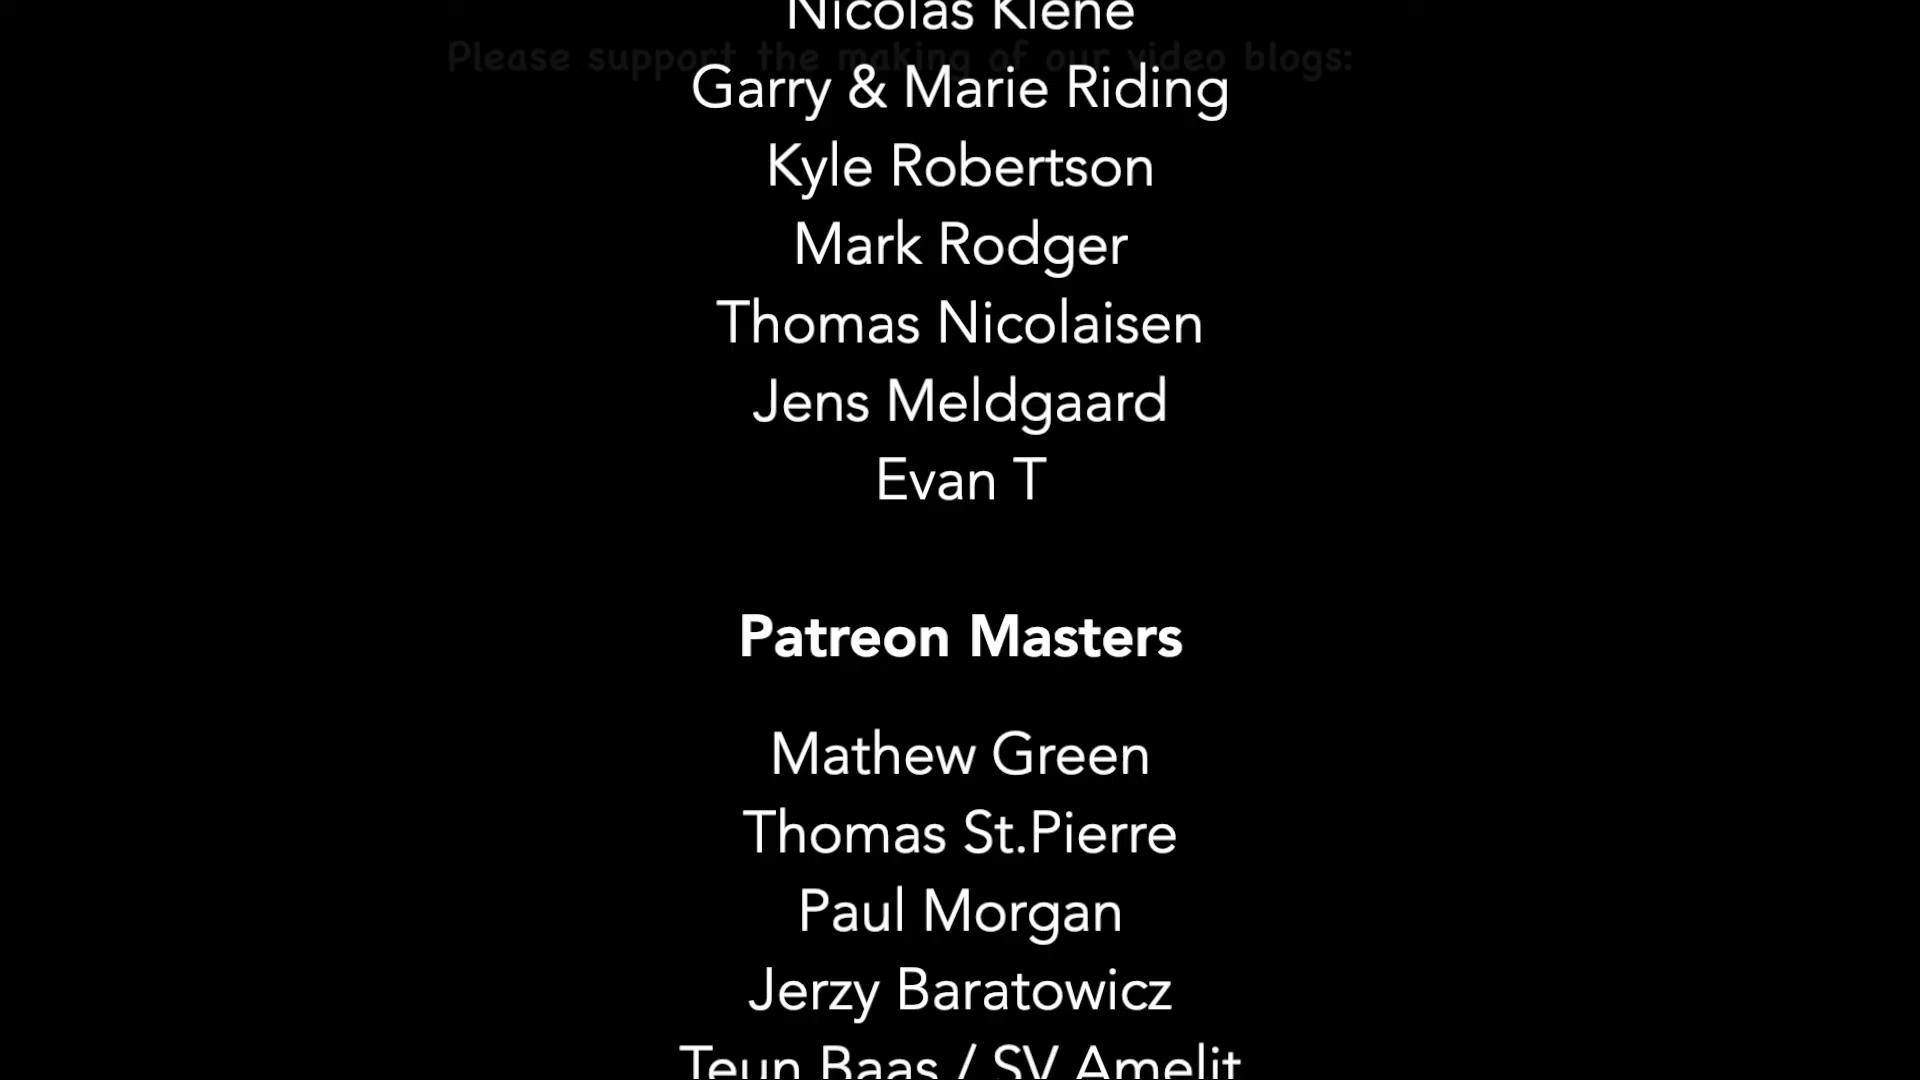 Nicolas Klene
Please support the making of our video blogs:
Garry & Marie Riding
Kyle Robertson
Mark Rodger
Thomas Nicolaisen
Jens Meldgaard
Evan T
Patreon Masters
Mathew Green
Thomas St.Pierre
Paul Morgan
Jerzy Baratowicz
Teun Baas / SV Amelit